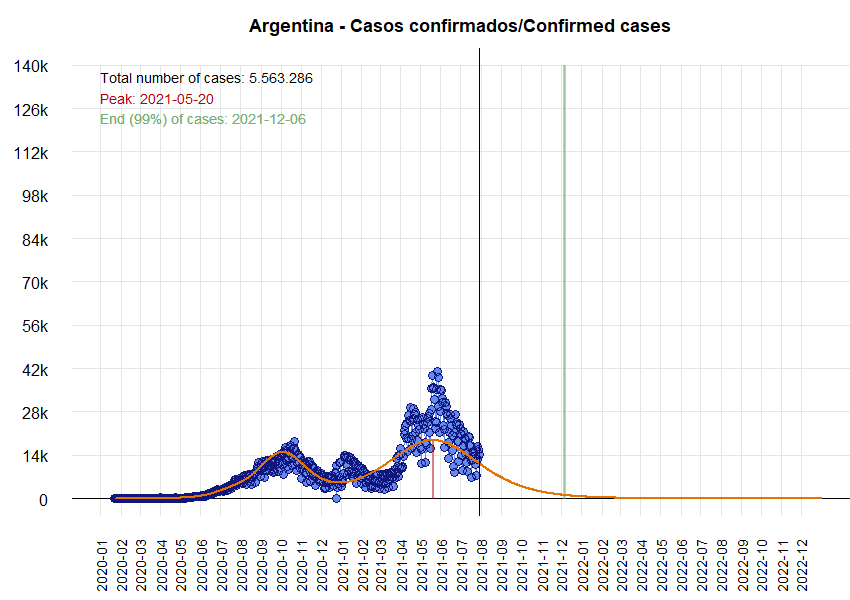 Argentina - Casos confirmados/Confirmed cases
140k
Total number of cases: 5.563.286
Peak: 2021-05-20
126k
End (99%) of cases: 2021-12-06
112k
98k
84k
70k
56k
42k
28k
14k
0
2020-01
2020-02
2020-03
2020-04
2020-05
2020-06
2020-07
2020-08
2020-09
2020-10
2020-11
2020-12
2021-01
2021-02
2021-03
2021-04
2021-05
2021-06
2021-07
2021-08
2021-09
2021-10
2021-11
2021-12
2022-01
2022-02
2022-03
2022-04
2022-05
2022-06
2022-07
2022-08
2022-09
2022-10
2022-11
2022-12